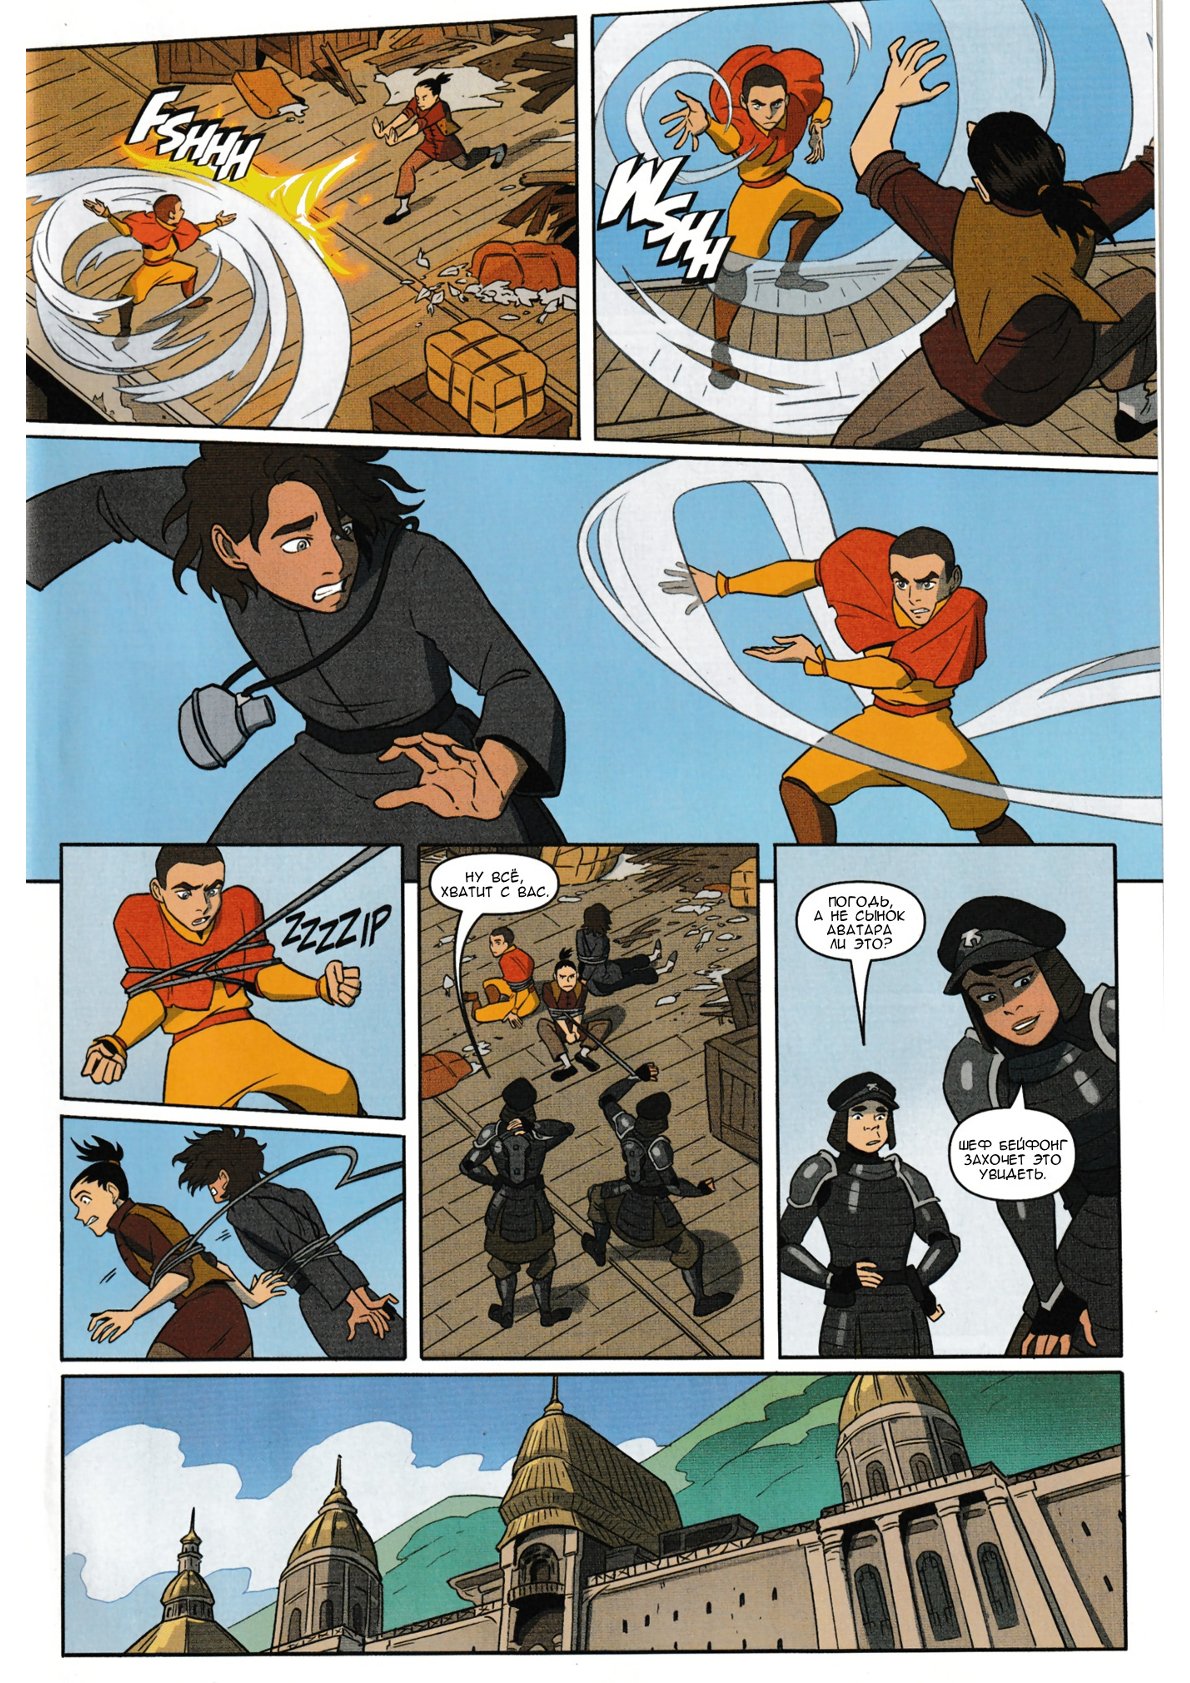 FSHHH
WSHH
ZZZZIP
НУ ВСЁ,
ХВАТИТ С ВАС.
ПОГОДЬ,
А НЕ СЫНОК
АВАТАРА
ЛИ ЭТО?
ШЕФ БЕЙФОНГ
ЗАХОЧЕТ ЭТО
УВИДЕТЬ.